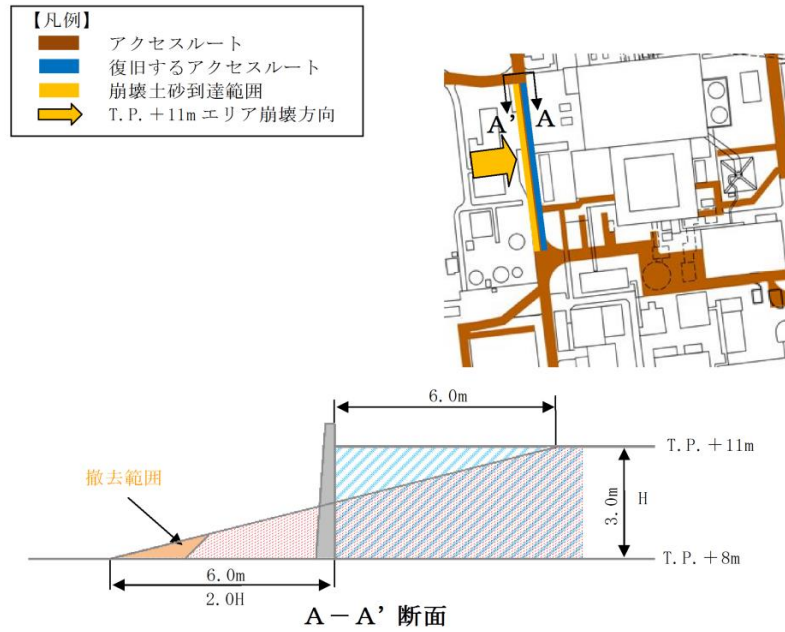 【凡例】
アクセスルート
復旧するアクセスルート
崩壊土砂到達範囲
T.P.+11mエリア崩壊方向
A' A
6.0m
T.P.+11m
撤去範囲
3.0m
H
T.P.+8m
6.0m
2.0H
A-A' 断面